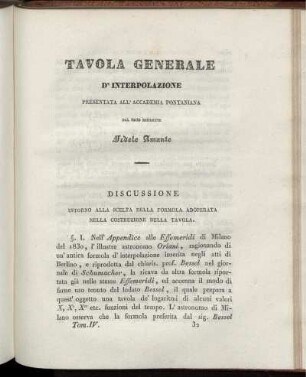 TAVOLA GENERALE
D' INTERPOLAZIONE
PRESENTATA ALL' ACCADEMIA PONTANIANA
DAL SOCIO RESIDENTE
Amante
DISCUSSIONE
INTORNO ALLA SCELTA DELLA FORMOLA ADOPERATA
NELLA COSTRUZIONE DELLA TAVOLA.
§. 1. Nell' Appendice alle Effemeridi di Milano
del 1830, l' illustre astronomo Oriani, ragionando di
un' antica formola d' interpolazione inserita negli atti di
Berlino, e riprodotta dal chiaris. prof. Bessel nel gior-
nale di Schumacher, la ricava da altra formola ripor-
tata già nelle stesse Effemeridi, ed accenna il modo di
farne uso tenuto dal lodato Bessel, il quale prepara a
quest' oggetto una tavola de' logaritmi di alcuni valori
X, X', X'' etc. funzioni del tempo. L' astronomo di Mi-
lano osserva che la formola preferita dal sig. Bessel
Tom. IV. 32